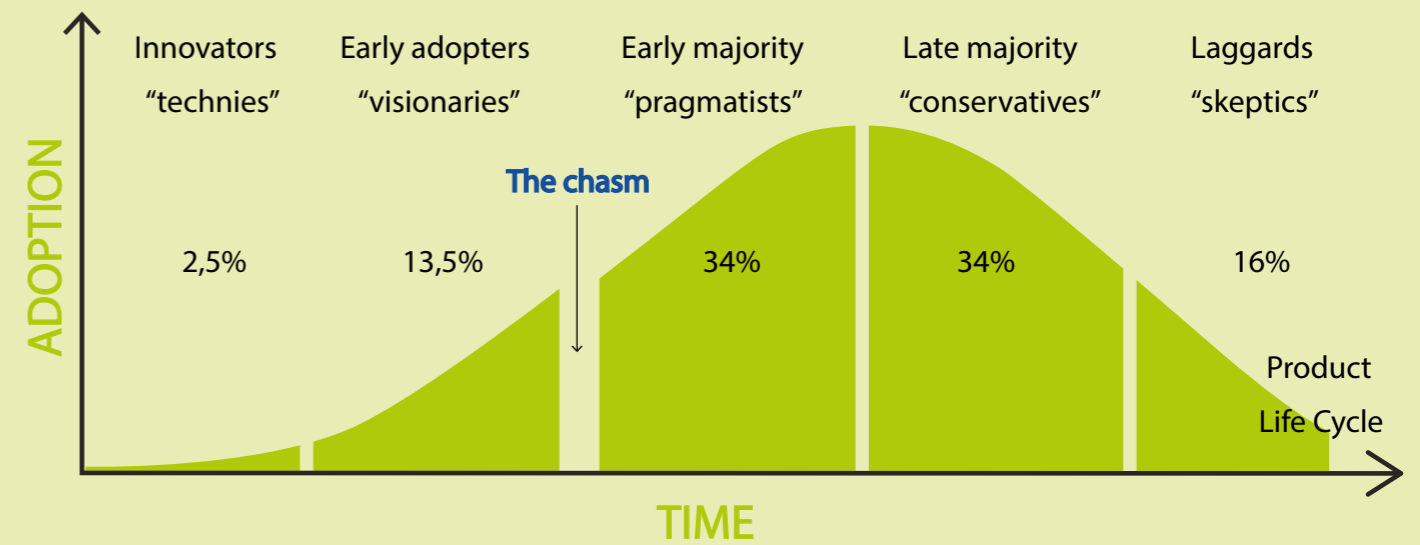 Innovators
“technies”
Early adopters
“visionaries”
Early majority
“pragmatists”
Late majority
“conservatives”
Laggards
“skeptics”
The chasm
ADOPTION
2,5%
13,5%
34%
34%
16%
Product
Life Cycle
TIME